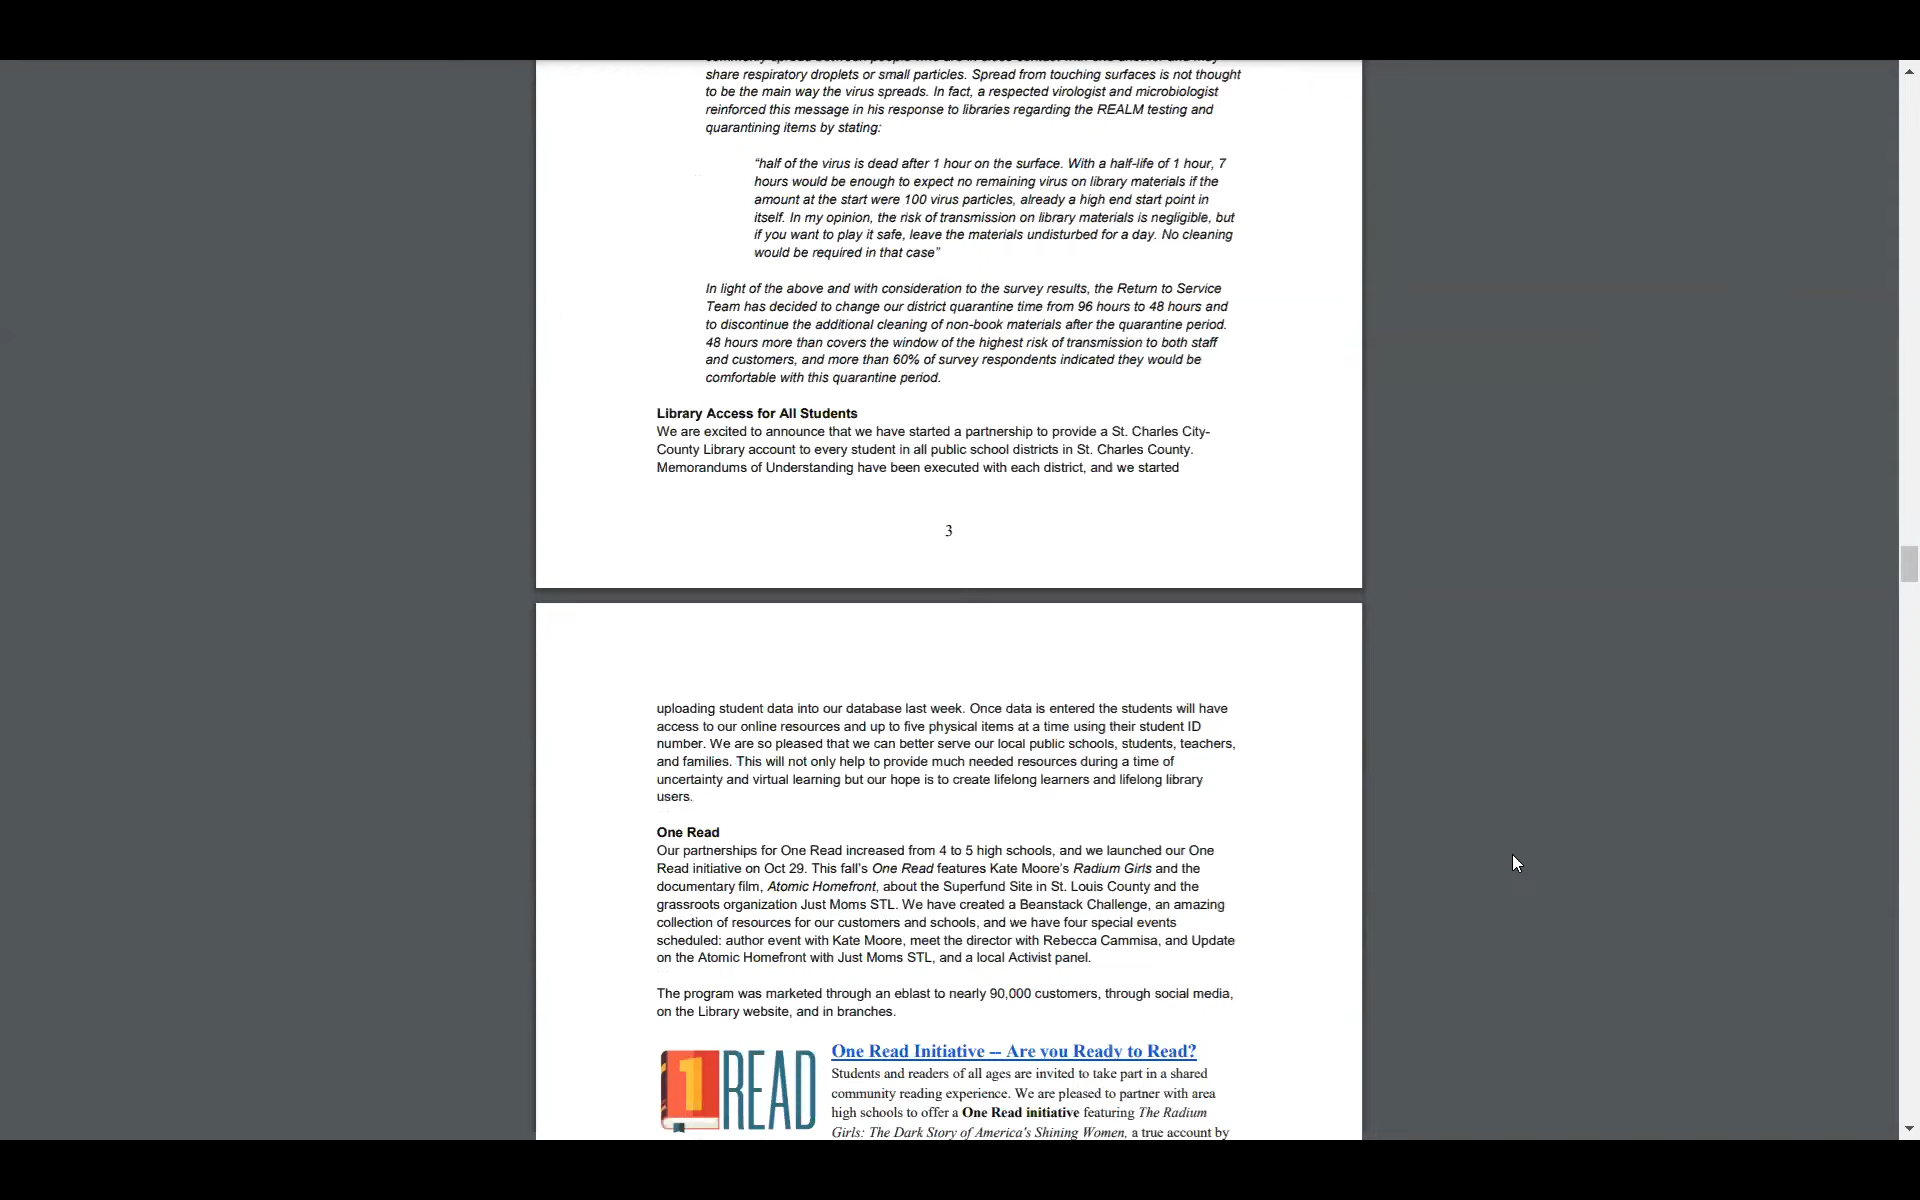 share respiratory droplets or small particles. Spread from touching surfaces is not thought
to be the main way the virus spreads. In fact, a respected virologist and microbiologist
reinforced this message in his response to libraries regarding the REALM testing and
quarantining items by stating:
“half of the virus is dead after 1 hour on the surface. With a half-life of 1 hour, 7
hours would be enough to expect no remaining virus on library materials if the
amount at the start were 100 virus particles, already a high end start point in
itself. In my opinion, the risk of transmission on library materials is negligible, but
if you want to play it safe, leave the materials undisturbed for a day. No cleaning
would be required in that case”
In light of the above and with consideration to the survey results, the Return to Service
Team has decided to change our district quarantine time from 96 hours to 48 hours and
to discontinue the additional cleaning of non-book materials after the quarantine period.
48 hours more than covers the window of the highest risk of transmission to both staff
and customers, and more than 60% of survey respondents indicated they would be
comfortable with this quarantine period.
Library Access for All Students
We are excited to announce that we have started a partnership to provide a St. Charles City-
County Library account to every student in all public school districts in St. Charles County.
Memorandums of Understanding have been executed with each district, and we started
3
uploading student data into our database last week. Once data is entered the students will have
access to our online resources and up to five physical items at a time using their student ID
number. We are so pleased that we can better serve our local public schools, students, teachers,
and families. This will not only help to provide much needed resources during a time of
uncertainty and virtual learning but our hope is to create lifelong learners and lifelong library
users.
One Read
Our partnerships for One Read increased from 4 to 5 high schools, and we launched our One
Read initiative on Oct 29. This fall’s One Read features Kate Moore’s Radium Girls and the
documentary film, Atomic Homefront, about the Superfund Site in St. Louis County and the
grassroots organization Just Moms STL. We have created a Beanstack Challenge, an amazing
collection of resources for our customers and schools, and we have four special events
scheduled: author event with Kate Moore, meet the director with Rebecca Cammisa, and Update
on the Atomic Homefront with Just Moms STL, and a local Activist panel.
The program was marketed through an eblast to nearly 90,000 customers, through social media,
on the Library website, and in branches.
1 READ
One Read Initiative -- Are you Ready to Read?
Students and readers of all ages are invited to take part in a shared
community reading experience. We are pleased to partner with area
high schools to offer a One Read initiative featuring The Radium
Girls: The Dark Story of America's Shining Women, a true account by